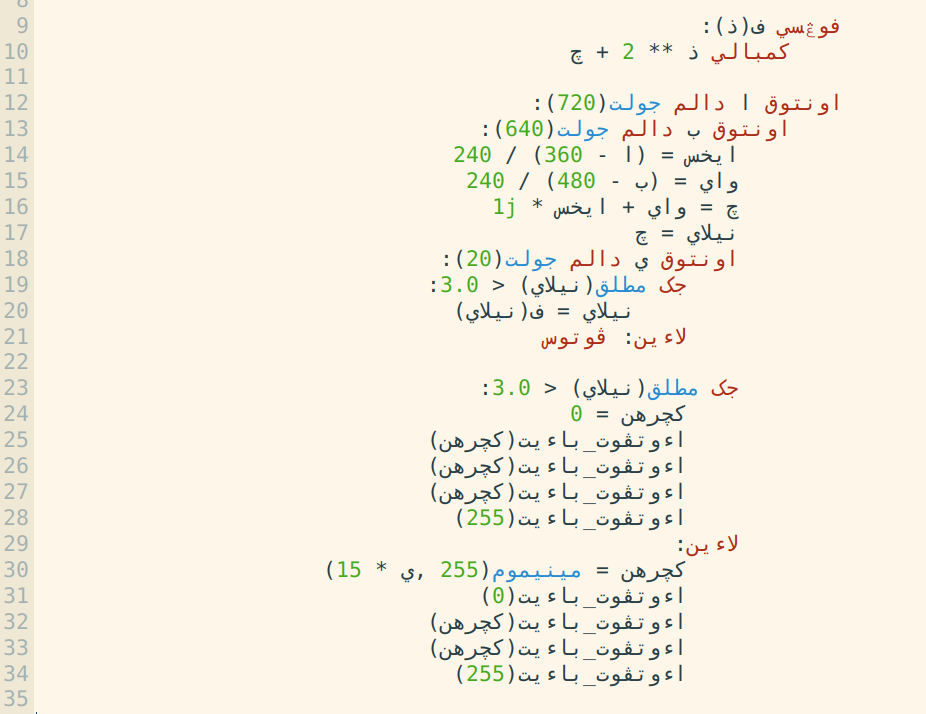 8
9 فوڠسي ف(ذ):
10 کمبالي ذ ** 2 + چ
11
12 اونتوق ا دالم جولت(720):
13 اونتوق ب دالم جولت(640):
14 ايخس = (ا - 360) / 240
15 واي = (ب - 480) / 240
16 چ = واي + ايخس * 1j
17 نيلاي = چ
18 اونتوق ي دالم جولت(20):
19 جک مطلق(نيلاي) < 3.0:
20 نيلاي = ف(نيلاي)
21 لاءين: ڤوتوس
22
23 جک مطلق(نيلاي) < 3.0:
24 کچرهن = 0
25 اءوتڤوت_باءيت(کچرهن)
26 اءوتڤوت_باءيت(کچرهن)
27 اءوتڤوت_باءيت(کچرهن)
28 اءوتڤوت_باءيت(255)
29 لاءين:
30 کچرهن = مينيموم(255 ,ي * 15)
31 اءوتڤوت_باءيت(0)
32 اءوتڤوت_باءيت(کچرهن)
33 اءوتڤوت_باءيت(کچرهن)
34 اءوتڤوت_باءيت(255)
35